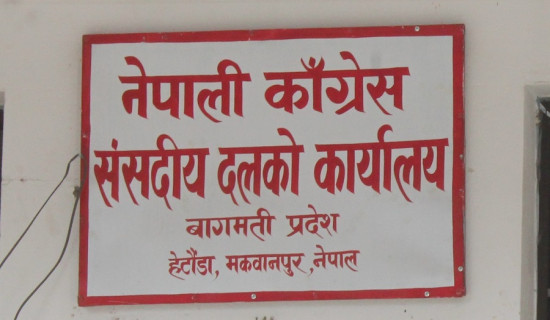 नेपाली काँग्रेस
संसदीय दलको कार्यालय
बागमती प्रदेश
हेटौंडा, मकवानपुर ,नेपाल